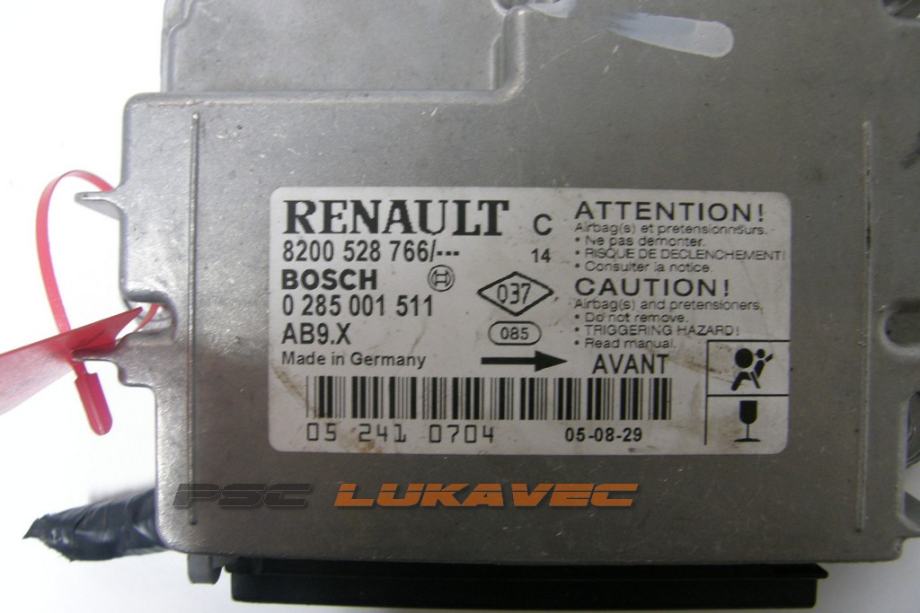 RENAULT
8200 528 766/---
C
14
BOSCH
0 285 001 511
AB9.X
Made in Germany
037
085
ATTENTION!
Airbag(s) et pretensionneurs.
• Ne pas demonter.
• RISQUE DE DECLENCHEMENT!
• Consulter la notice.
CAUTION!
Airbag(s) and pretensioners,
• Do not remove.
• TRIGGERING HAZARD!
• Read manual.
AVANT
05 241 0704
05-08-29
PSC LUKAVEC